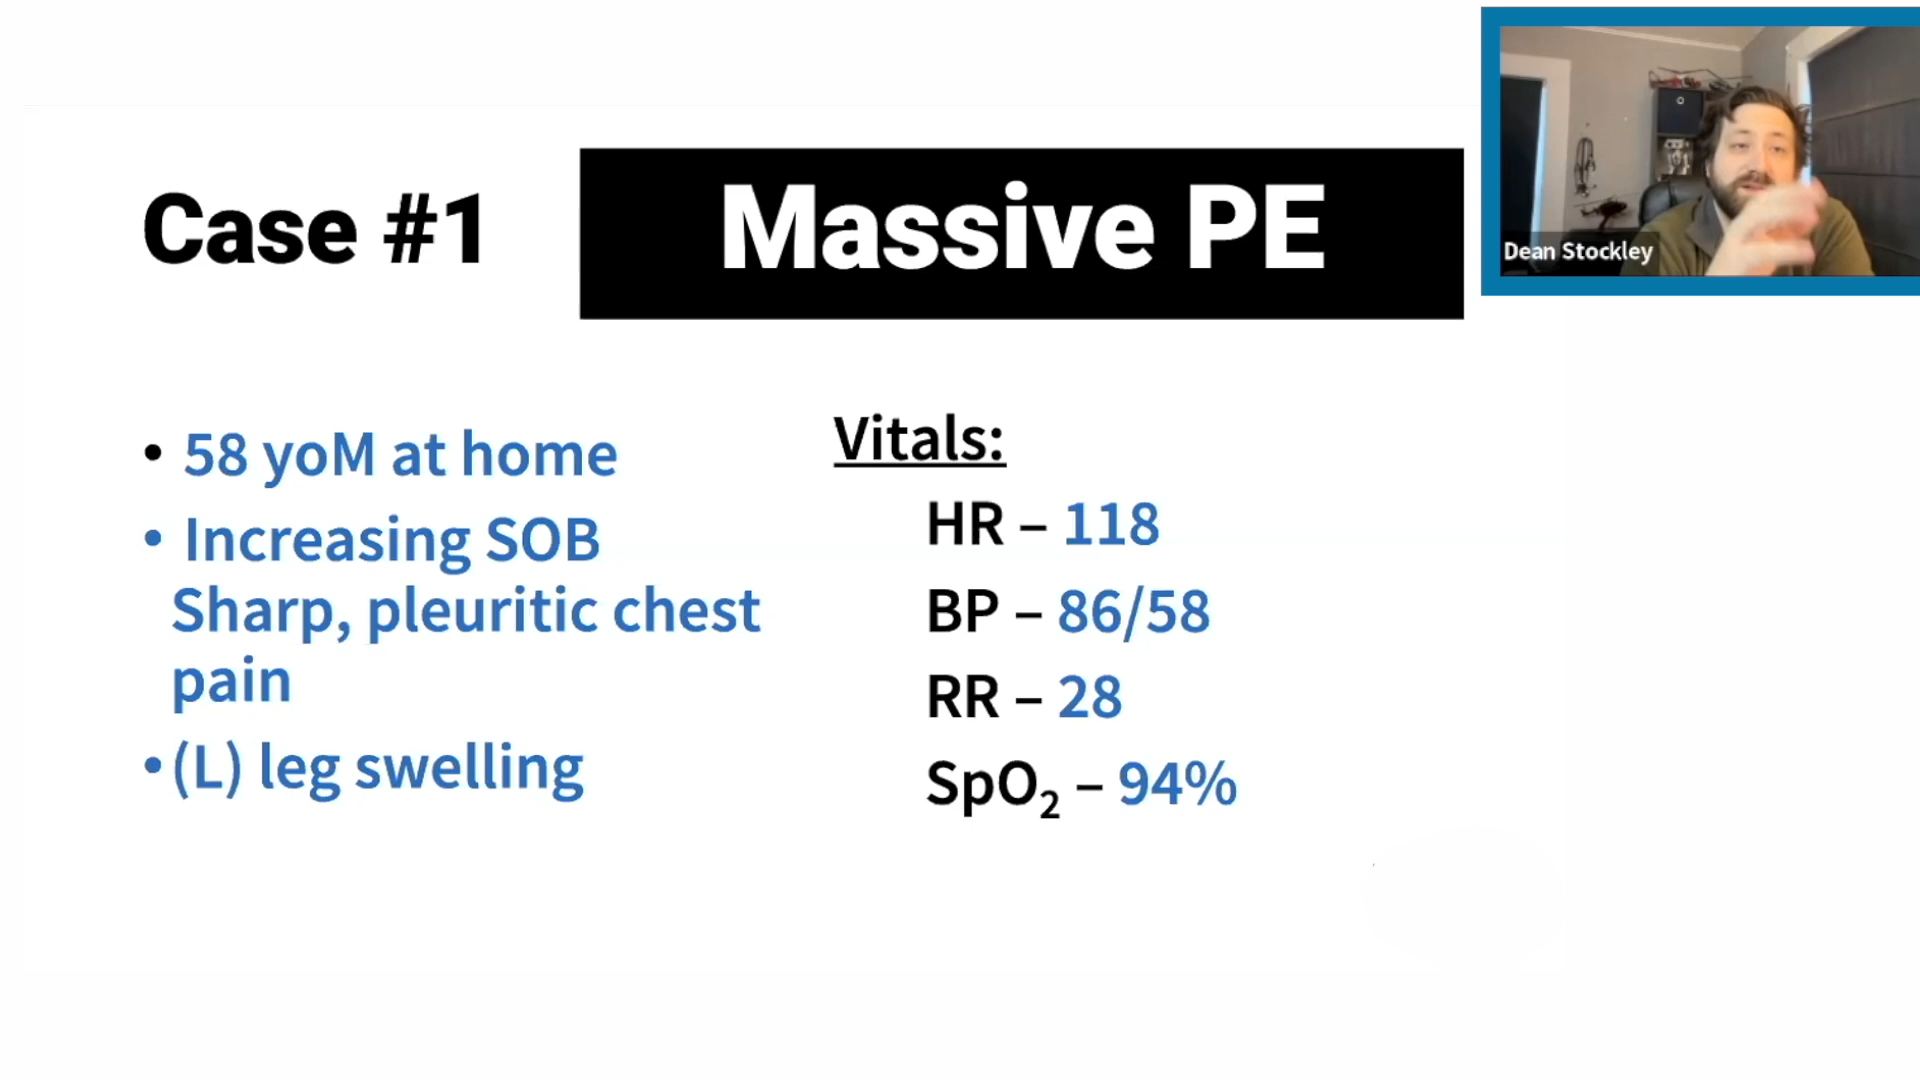 Case #1
Massive PE
Dean Stockley
• 58 yoM at home
• Increasing SOB
Sharp, pleuritic chest
pain
• (L) leg swelling
Vitals:
HR – 118
BP – 86/58
RR – 28
SpO₂ – 94%